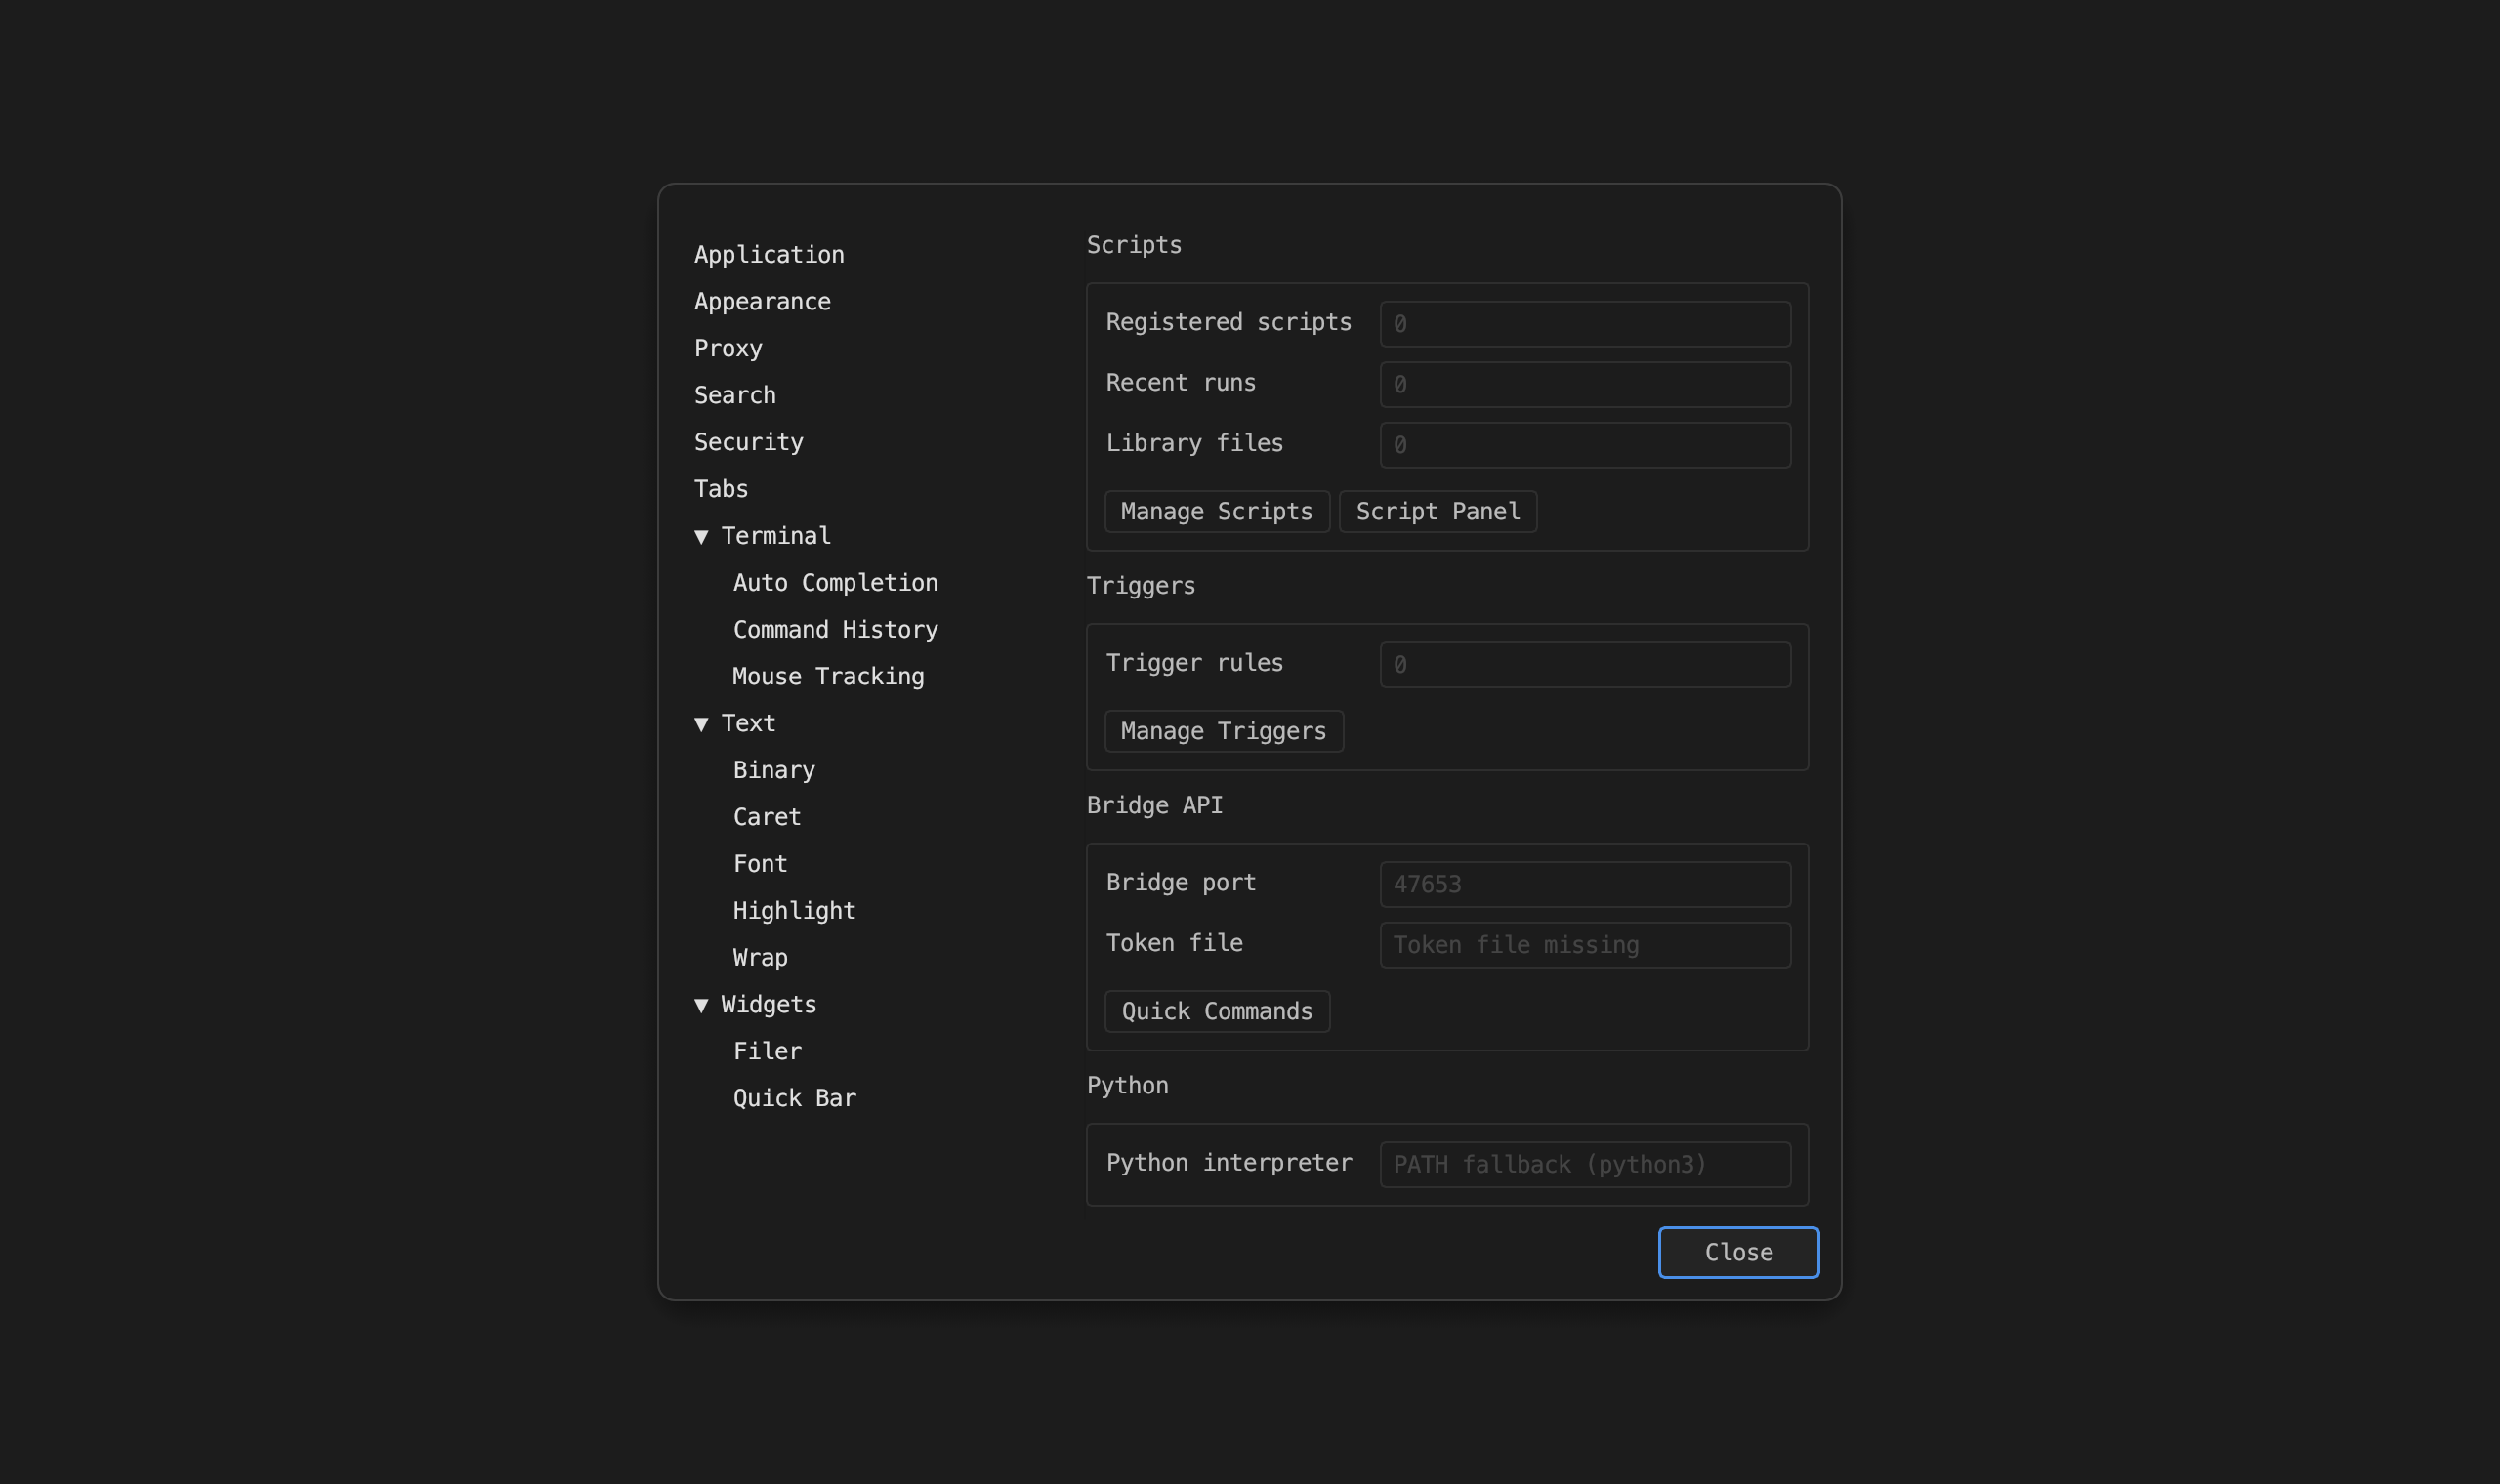 Application
Appearance
Proxy
Search
Security
Tabs
▼ Terminal
Auto Completion
Command History
Mouse Tracking
▼ Text
Binary
Caret
Font
Highlight
Wrap
▼ Widgets
Filer
Quick Bar
Scripts
Registered scripts 0
Recent runs 0
Library files 0
Manage Scripts Script Panel
Triggers
Trigger rules 0
Manage Triggers
Bridge API
Bridge port 47653
Token file Token file missing
Quick Commands
Python
Python interpreter PATH fallback (python3)
Close